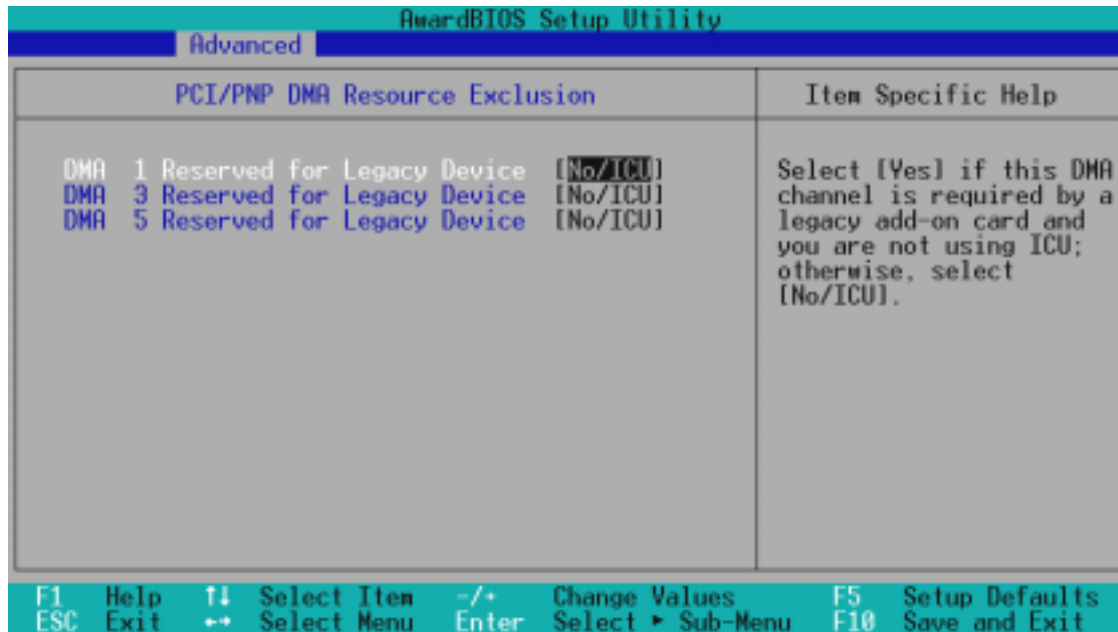 AwardBIOS Setup Utility
Advanced
PCI/PNP DMA Resource Exclusion
Item Specific Help
DMA 1 Reserved for Legacy Device [No/ICU]
DMA 3 Reserved for Legacy Device [No/ICU]
DMA 5 Reserved for Legacy Device [No/ICU]
Select [Yes] if this DMA
channel is required by a
legacy add-on card and
you are not using ICU;
otherwise, select
[No/ICU].
F1 Help ↑↓ Select Item -/+ Change Values F5 Setup Defaults
ESC Exit ←→ Select Menu Enter Select ► Sub-Menu F10 Save and Exit